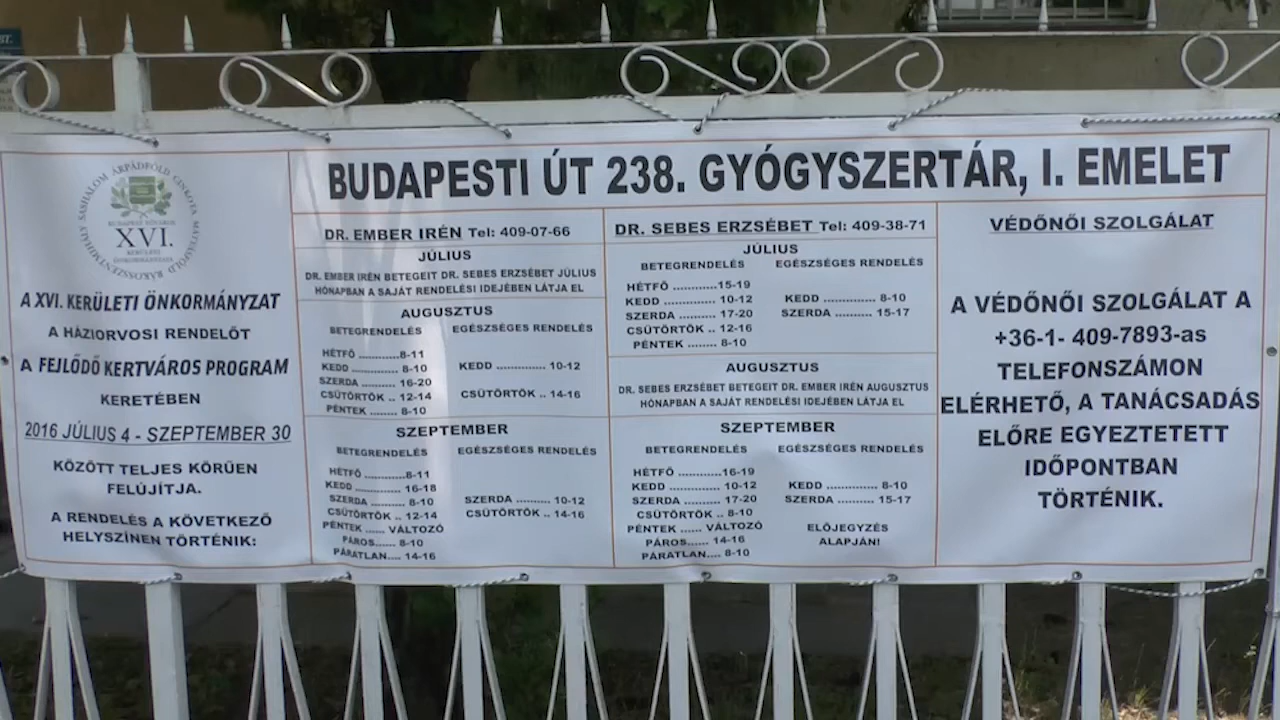 SASHALOM ÁRPÁDFÖLD CINKOTA MÁTYÁSFÖLD RÁKOSSZENTMIHÁLY
BUDAPEST FŐVÁROS
XVI.
KERÜLETI
ÖNKORMÁNYZATA
A XVI. KERÜLETI ÖNKORMÁNYZAT
A HÁZIORVOSI RENDELŐT
A FEJLŐDŐ KERTVÁROS PROGRAM
KERETÉBEN
2016 JÚLIUS 4 - SZEPTEMBER 30
KÖZÖTT TELJES KÖRŰEN
FELÚJÍTJA.
A RENDELÉS A KÖVETKEZŐ
HELYSZÍNEN TÖRTÉNIK:
BUDAPESTI ÚT 238. GYÓGYSZERTÁR, I. EMELET
DR. EMBER IRÉN Tel: 409-07-66
JÚLIUS
DR. EMBER IRÉN BETEGEIT DR. SEBES ERZSÉBET JÚLIUS
HÓNAPBAN A SAJÁT RENDELÉSI IDEJÉBEN LÁTJA EL
AUGUSZTUS
BETEGRENDELÉS EGÉSZSÉGES RENDELÉS
HÉTFŐ ............8-11
KEDD ........... 8-10 KEDD .............. 10-12
SZERDA ........ 16-20
CSÜTÖRTÖK .. 12-14 CSÜTÖRTÖK .. 14-16
PÉNTEK ........ 8-10
SZEPTEMBER
BETEGRENDELÉS EGÉSZSÉGES RENDELÉS
HÉTFŐ ............8-11
KEDD ........... 16-18
SZERDA ........ 8-10 SZERDA .......... 10-12
CSÜTÖRTÖK .. 12-14 CSÜTÖRTÖK .. 14-16
PÉNTEK ...... VÁLTOZÓ
PÁROS...... 8-10
PÁRATLAN.... 14-16
DR. SEBES ERZSÉBET Tel: 409-38-71
JÚLIUS
BETEGRENDELÉS EGÉSZSÉGES RENDELÉS
HÉTFŐ ............15-19
KEDD ........... 10-12 KEDD .......... 8-10
SZERDA ........ 17-20 SZERDA .......... 15-17
CSÜTÖRTÖK .. 12-16
PÉNTEK ........ 8-10
AUGUSZTUS
DR. SEBES ERZSÉBET BETEGEIT DR. EMBER IRÉN AUGUSZTUS
HÓNAPBAN A SAJÁT RENDELÉSI IDEJÉBEN LÁTJA EL
SZEPTEMBER
BETEGRENDELÉS EGÉSZSÉGES RENDELÉS
HÉTFŐ ............16-19
KEDD ........... 10-12 KEDD .......... 8-10
SZERDA ........ 17-20 SZERDA .......... 15-17
CSÜTÖRTÖK .. 8-10
PÉNTEK ...... VÁLTOZÓ ELŐJEGYZÉS
PÁROS...... 14-16 ALAPJÁN!
PÁRATLAN.... 8-10
VÉDŐNŐI SZOLGÁLAT
A VÉDŐNŐI SZOLGÁLAT A
+36-1- 409-7893-as
TELEFONSZÁMON
ELÉRHETŐ, A TANÁCSADÁS
ELŐRE EGYEZTETETT
IDŐPONTBAN
TÖRTÉNIK.